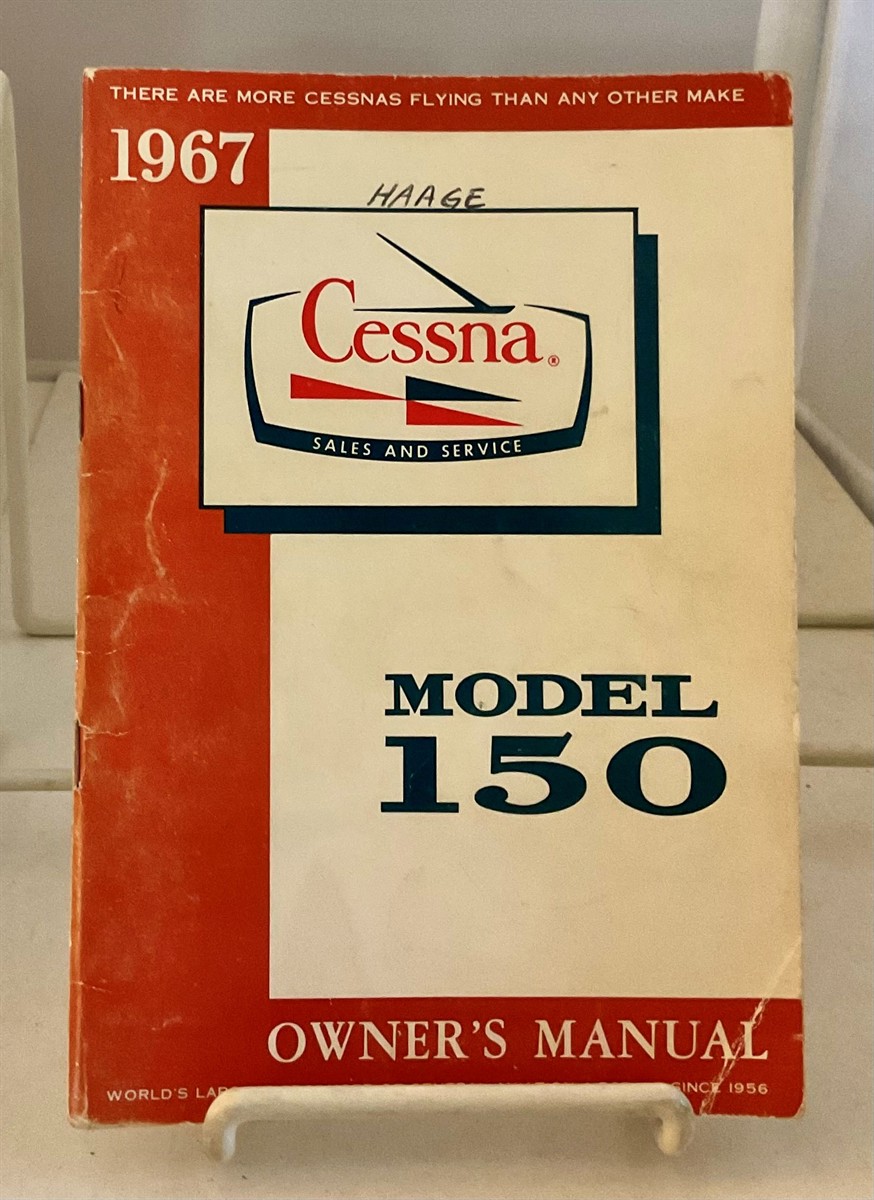 THERE ARE MORE CESSNAS FLYING THAN ANY OTHER MAKE
1967
HAAGE
Cessna®
SALES AND SERVICE
MODEL
150
OWNER'S MANUAL
WORLD'S SINCE 1956